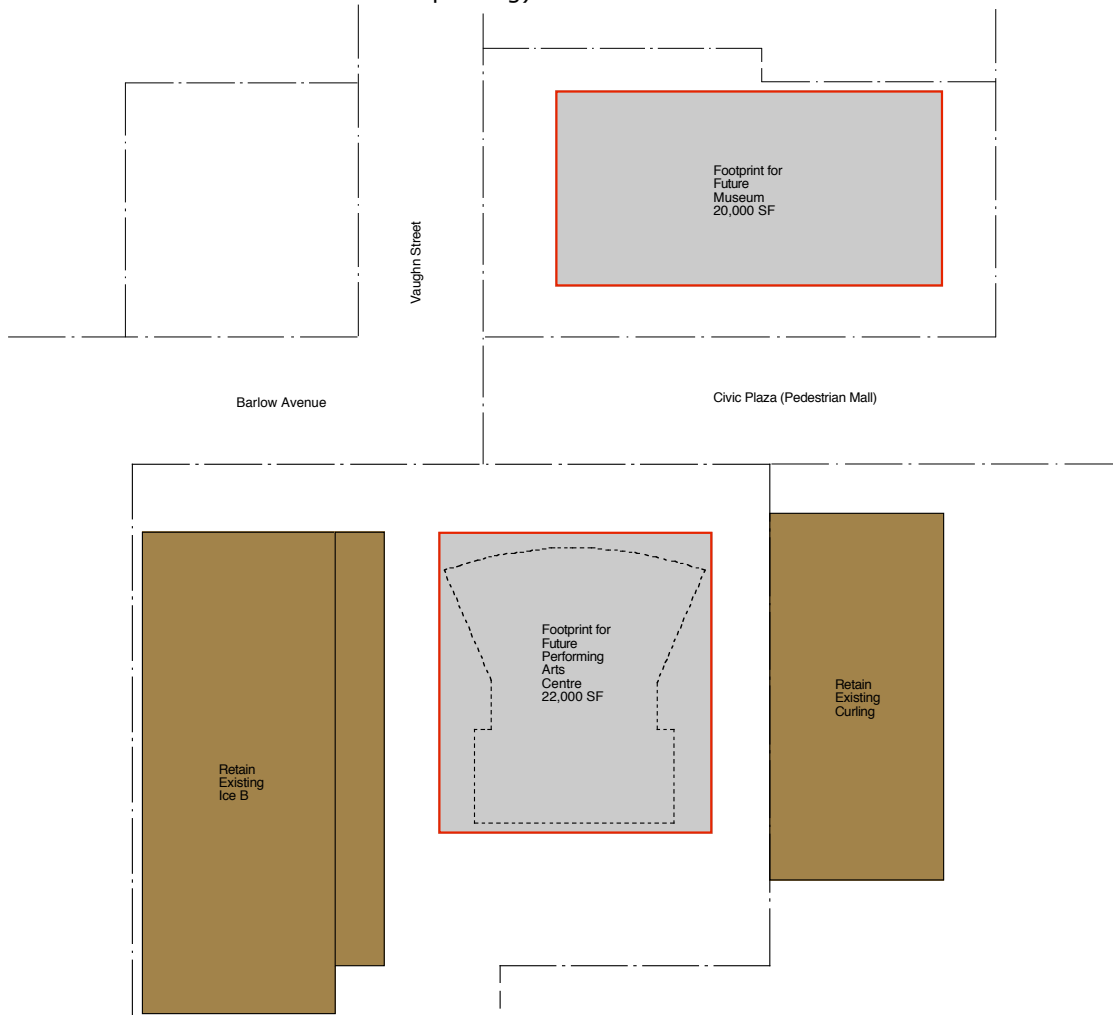 Footprint for
Future
Museum
20,000 SF
Vaughn Street
Barlow Avenue
Civic Plaza (Pedestrian Mall)
Footprint for
Future
Performing
Arts
Centre
22,000 SF
Retain
Existing
Curling
Retain
Existing
Ice B